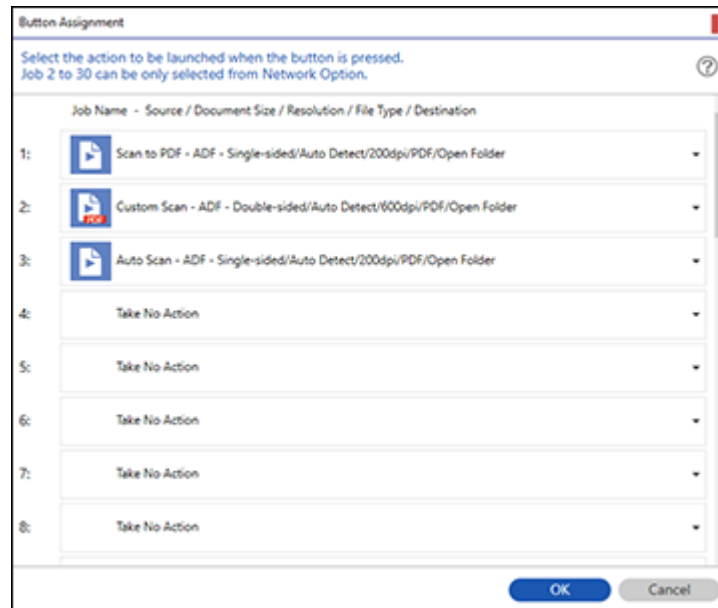 Button Assignment
Select the action to be launched when the button is pressed.
Job 2 to 30 can be only selected from Network Option.
?
Job Name - Source / Document Size / Resolution / File Type / Destination
1: Scan to PDF - ADF - Single-sided/Auto Detect/200dpi/PDF/Open Folder
2: PDF Custom Scan - ADF - Double-sided/Auto Detect/600dpi/PDF/Open Folder
3: Auto Scan - ADF - Single-sided/Auto Detect/200dpi/PDF/Open Folder
4: Take No Action
5: Take No Action
6: Take No Action
7: Take No Action
8: Take No Action
OK Cancel